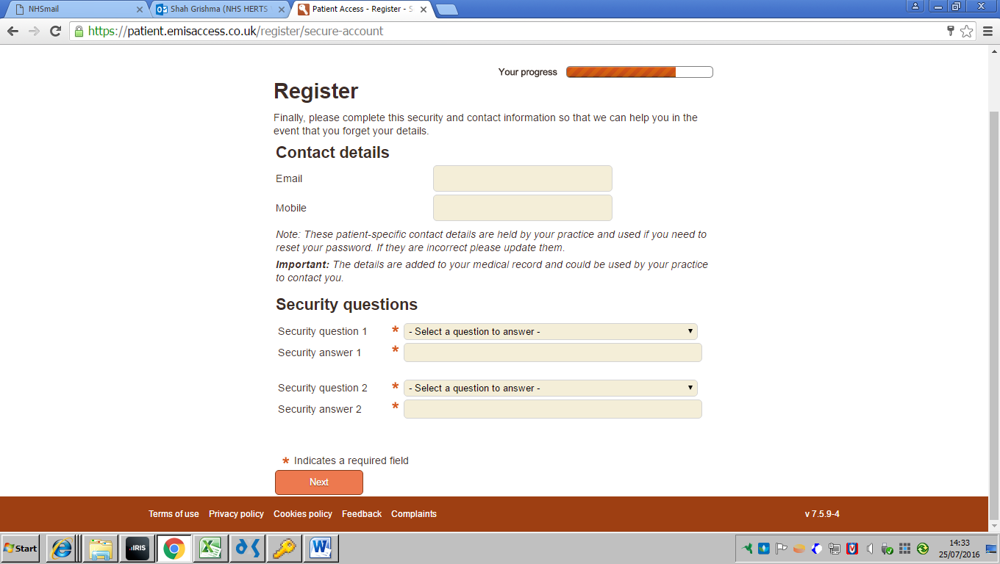 NHSmail
Shah Grishma (NHS HERTS
Patient Access - Register - S
https://patient.emisaccess.co.uk/register/secure-account
Your progress
Register
Finally, please complete this security and contact information so that we can help you in the
event that you forget your details.
Contact details
Email
Mobile
Note: These patient-specific contact details are held by your practice and used if you need to
reset your password. If they are incorrect please update them.
Important: The details are added to your medical record and could be used by your practice
to contact you.
Security questions
Security question 1 * - Select a question to answer -
Security answer 1 *
Security question 2 * - Select a question to answer -
Security answer 2 *
* Indicates a required field
Next
Terms of use Privacy policy Cookies policy Feedback Complaints v 7.5.9-4
Start IRIS 14:33
25/07/2016